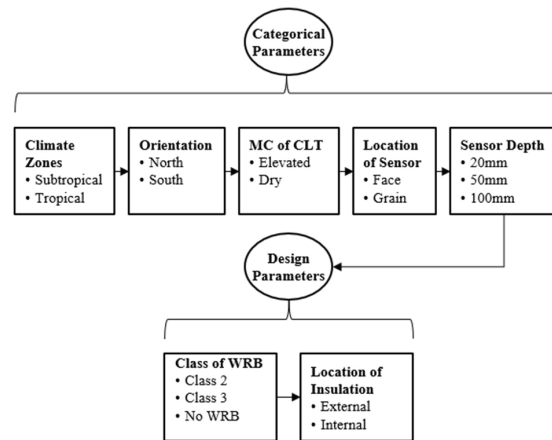 Categorical
Parameters
Climate
Zones
• Subtropical
• Tropical
Orientation
• North
• South
MC of CLT
• Elevated
• Dry
Location
of Sensor
• Face
• Grain
Sensor Depth
• 20mm
• 50mm
• 100mm
Design
Parameters
Class of WRB
• Class 2
• Class 3
• No WRB
Location of
Insulation
• External
• Internal